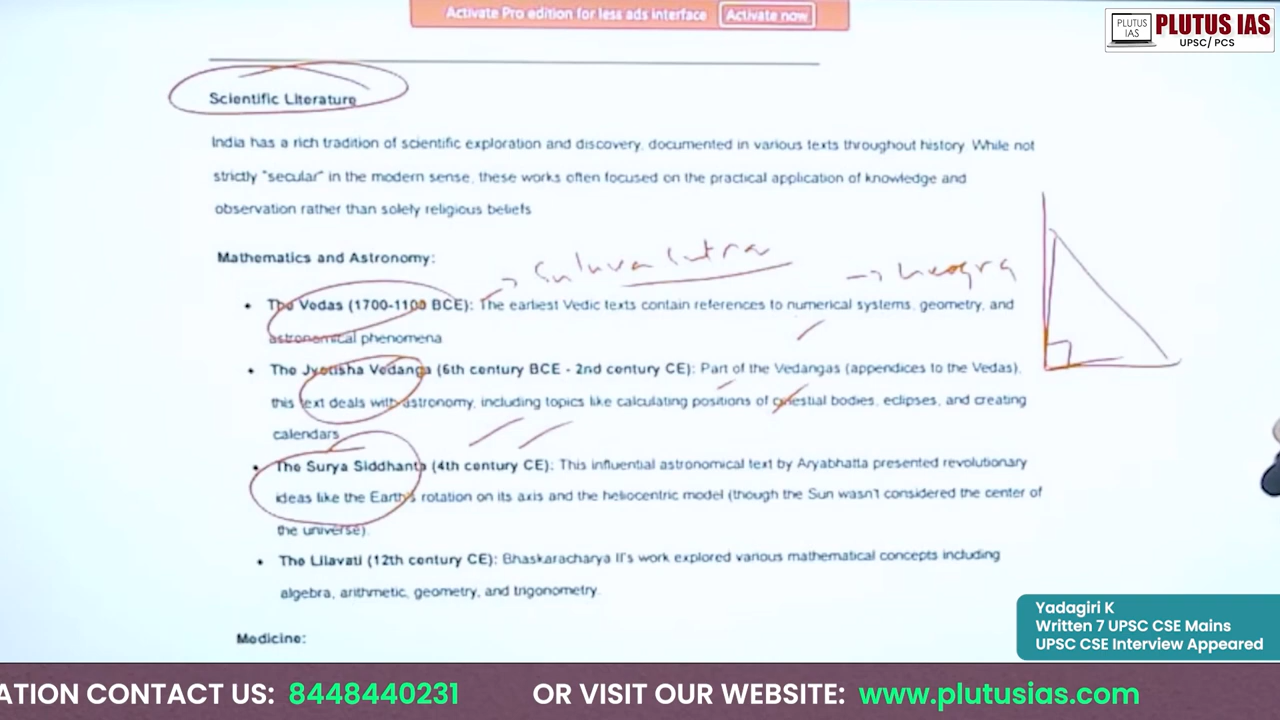 Activate Pro edition for less ads interface Activate now
PLUTUS IAS
PLUTUS IAS
UPSC/ PCS
Scientific Literature
India has a rich tradition of scientific exploration and discovery, documented in various texts throughout history. While not
strictly "secular" in the modern sense, these works often focused on the practical application of knowledge and
observation rather than solely religious beliefs
Mathematics and Astronomy:
Suluva Sutra
• The Vedas (1700-1100 BCE): The earliest Vedic texts contain references to numerical systems, geometry, and
astronomical phenomena
• The Jyotisha Vedanga (6th century BCE - 2nd century CE): Part of the Vedangas (appendices to the Vedas),
this text deals with astronomy, including topics like calculating positions of celestial bodies, eclipses, and creating
calendars
• The Surya Siddhanta (4th century CE): This influential astronomical text by Aryabhatta presented revolutionary
ideas like the Earth's rotation on its axis and the heliocentric model (though the Sun wasn't considered the center of
the universe).
• The Lilavati (12th century CE): Bhaskaracharya II's work explored various mathematical concepts including
algebra, arithmetic, geometry, and trigonometry.
Medicine:
Yadagiri K
Written 7 UPSC CSE Mains
UPSC CSE Interview Appeared
ATION CONTACT US: 8448440231 OR VISIT OUR WEBSITE: www.plutusias.com